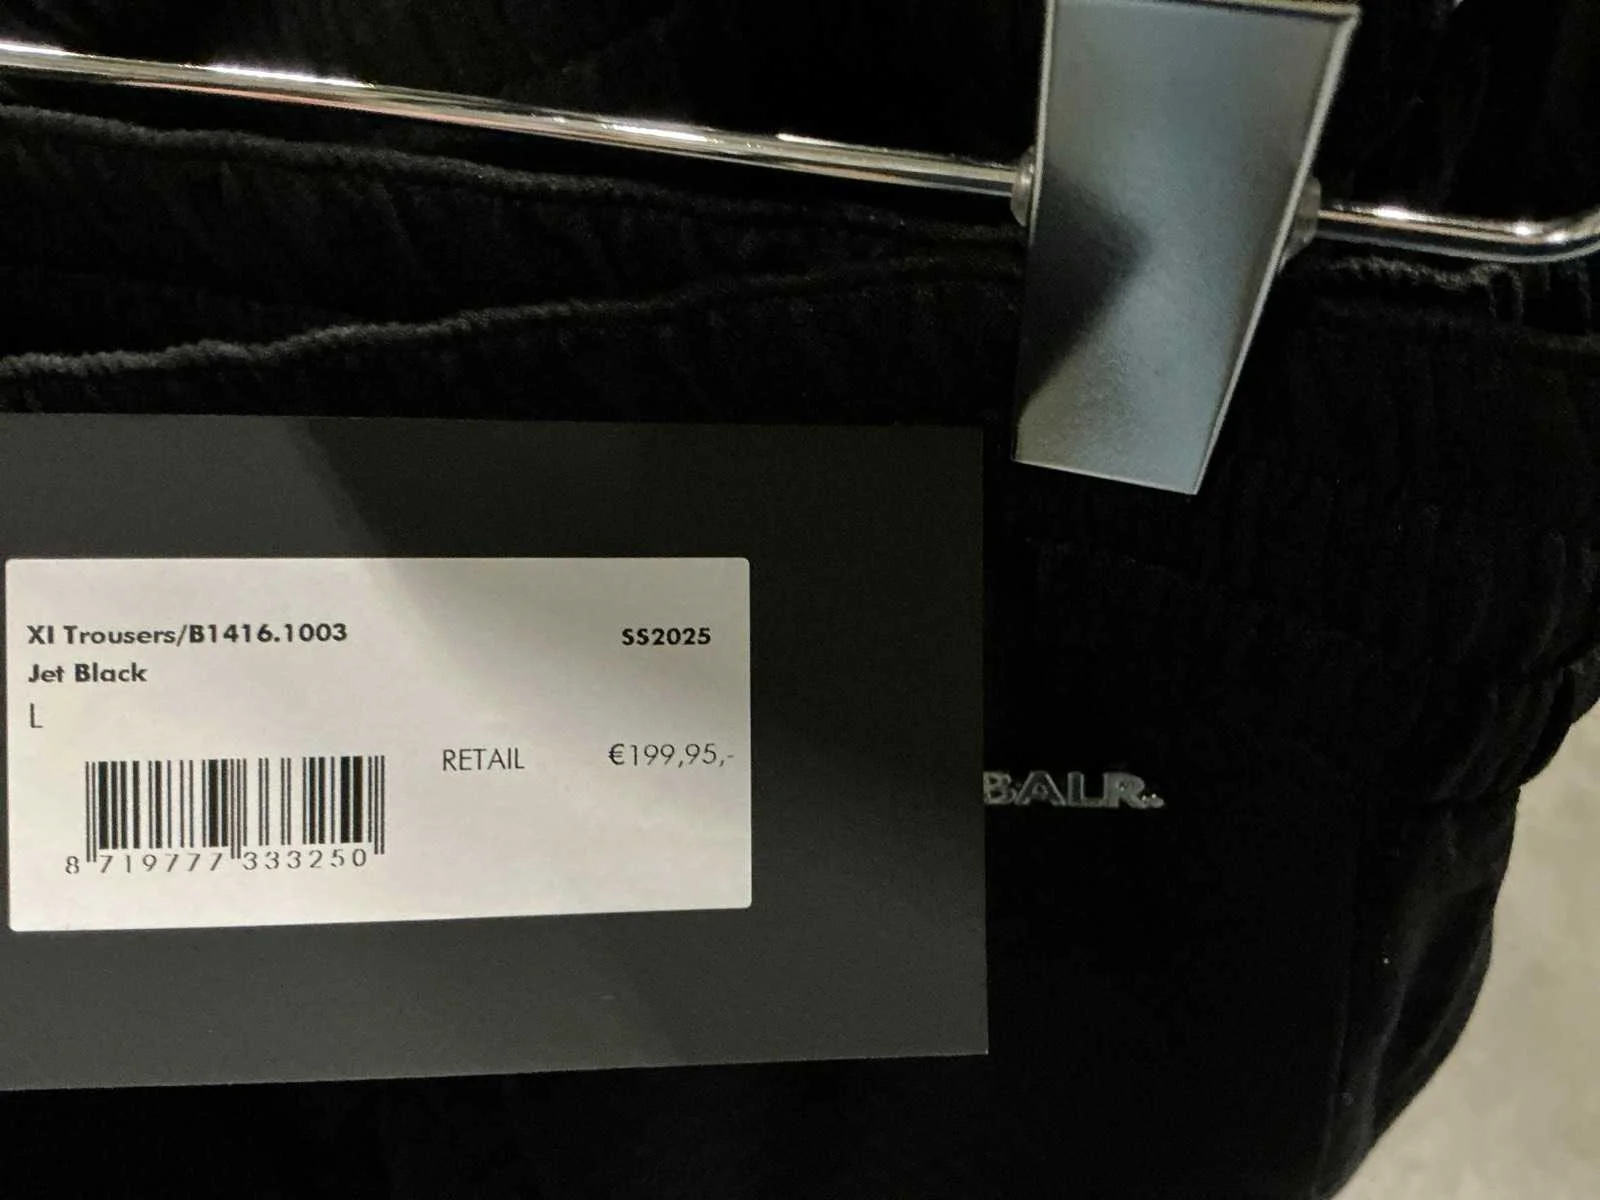 XI Trousers/B1416.1003 SS2025
Jet Black
L
RETAIL €199,95,-
8 719777 333250
BALR.